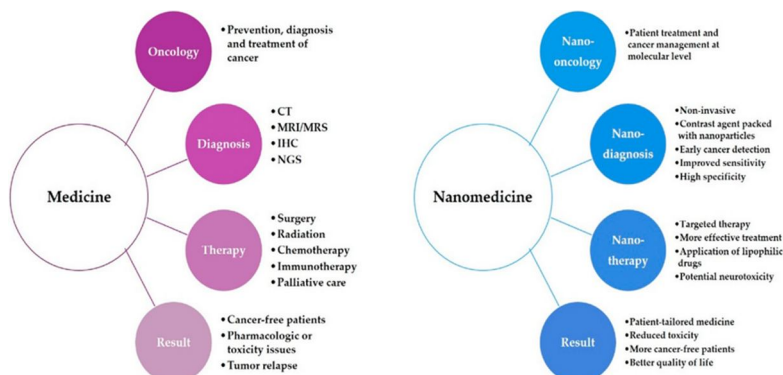 Medicine
Oncology
• Prevention, diagnosis
and treatment of
cancer
Diagnosis
• CT
• MRI/MRS
• IHC
• NGS
Therapy
• Surgery
• Radiation
• Chemotherapy
• Immunotherapy
• Palliative care
Result
• Cancer-free patients
• Pharmacologic or
toxicity issues
• Tumor relapse
Nanomedicine
Nano-
oncology
• Patient treatment and
cancer management at
molecular level
Nano-
diagnosis
• Non-invasive
• Contrast agent packed
with nanoparticles
• Early cancer detection
• Improved sensitivity
• High specificity
Nano-
therapy
• Targeted therapy
• More effective treatment
• Application of lipophilic
drugs
• Potential neurotoxicity
Result
• Patient-tailored medicine
• Reduced toxicity
• More cancer-free patients
• Better quality of life